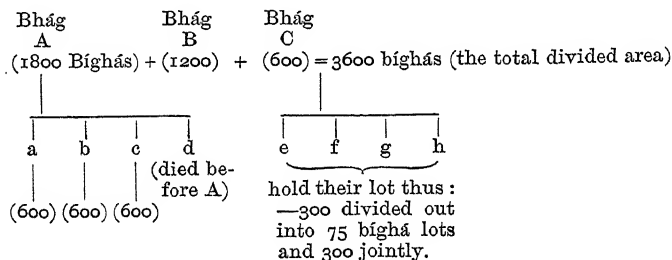 Bhág Bhág Bhág
A B C
(1800 Bíghás) + (1200) + (600) = 3600 bíghás (the total divided area)
a b c d e f g h
(died be-
fore A)
(600) (600) (600)
hold their lot thus :
—300 divided out
into 75 bíghá lots
and 300 jointly.